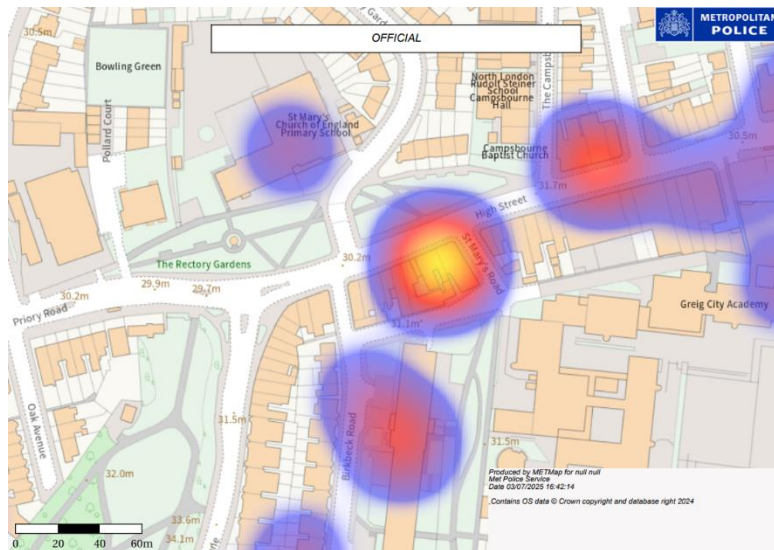 30.5m
OFFICIAL
METROPOLITAN
POLICE
Bowling Green
Pollard Court
St Mary's
Church of England
Primary School
North London
Rudolf Steiner
School
Campsbourne
Hall
The Campsb
Campsbourne
Baptist Church
30.5m
31.7m
High Street
St Mary's Road
30.2m
The Rectory Gardens
29.9m
29.7m
30.2m
Priory Road
31.1m
Greig City Academy
Oak Avenue
31.5m
Birkbeck Road
31.5m
32.0m
33.6m
34.1m
0 20 40 60m
Produced by METMap for null null
Met Police Service
Date 03/07/2025 16:42:14
Contains OS data © Crown copyright and database right 2024